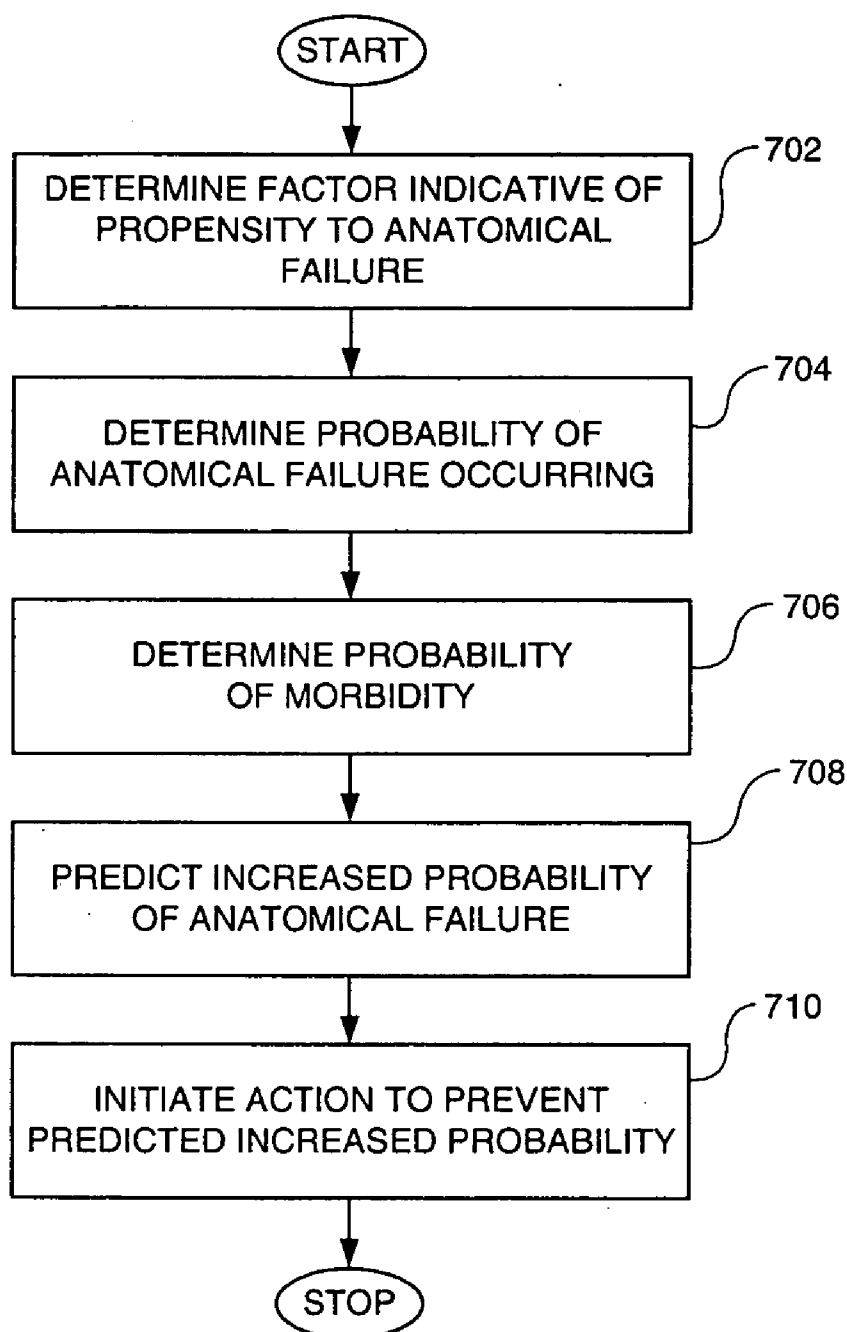 START
702
DETERMINE FACTOR INDICATIVE OF
PROPENSITY TO ANATOMICAL
FAILURE
704
DETERMINE PROBABILITY OF
ANATOMICAL FAILURE OCCURRING
706
DETERMINE PROBABILITY
OF MORBIDITY
708
PREDICT INCREASED PROBABILITY
OF ANATOMICAL FAILURE
710
INITIATE ACTION TO PREVENT
PREDICTED INCREASED PROBABILITY
STOP